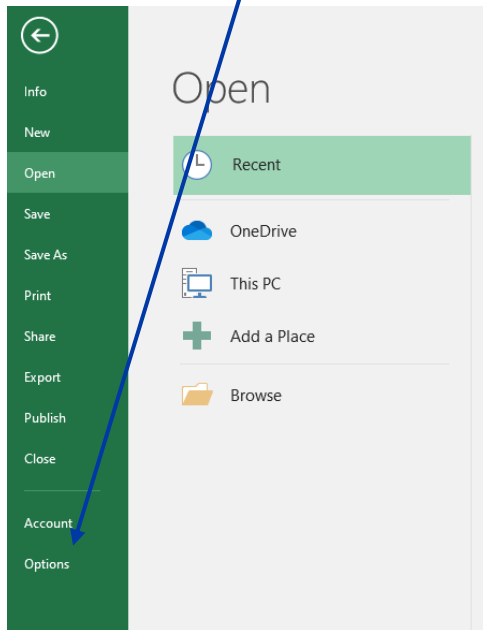 Info
New
Open
Save
Save As
Print
Share
Export
Publish
Close
Account
Options
Open
Recent
OneDrive
This PC
Add a Place
Browse